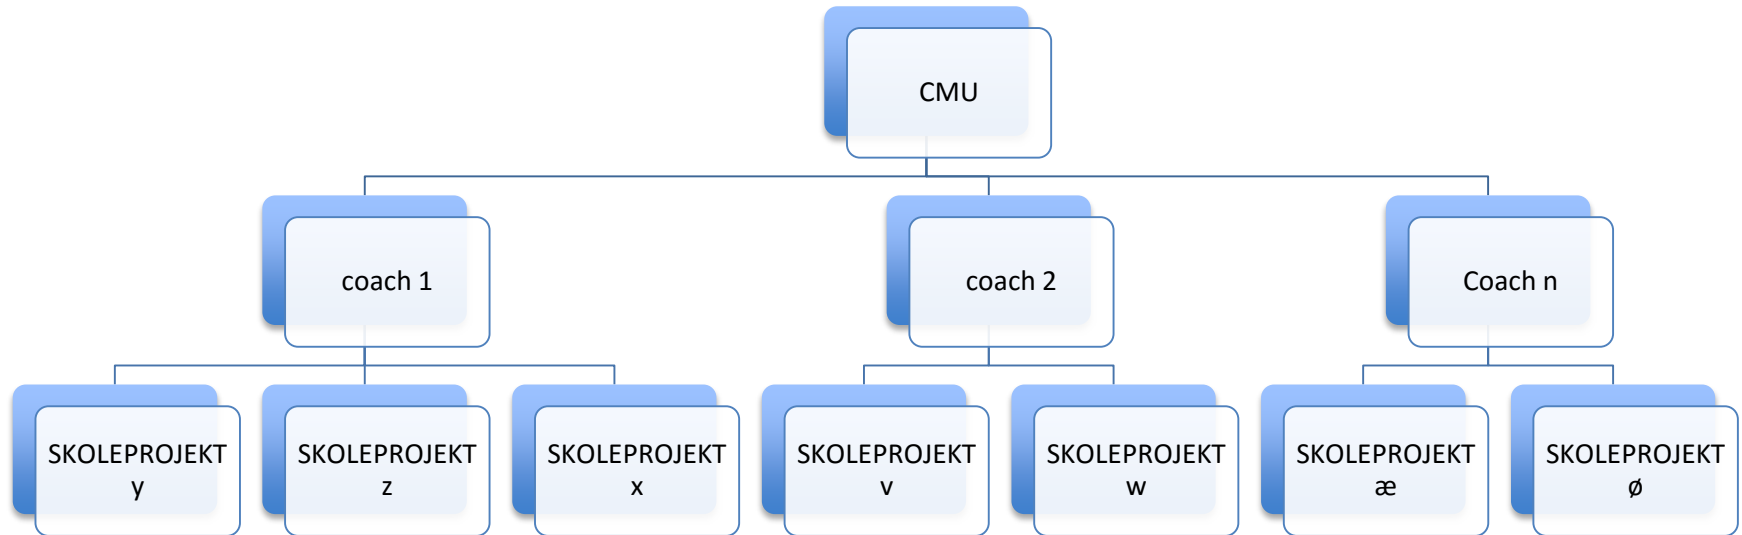 CMU
coach 1
coach 2
Coach n
SKOLEPROJEKT
y
SKOLEPROJEKT
z
SKOLEPROJEKT
x
SKOLEPROJEKT
v
SKOLEPROJEKT
w
SKOLEPROJEKT
æ
SKOLEPROJEKT
ø